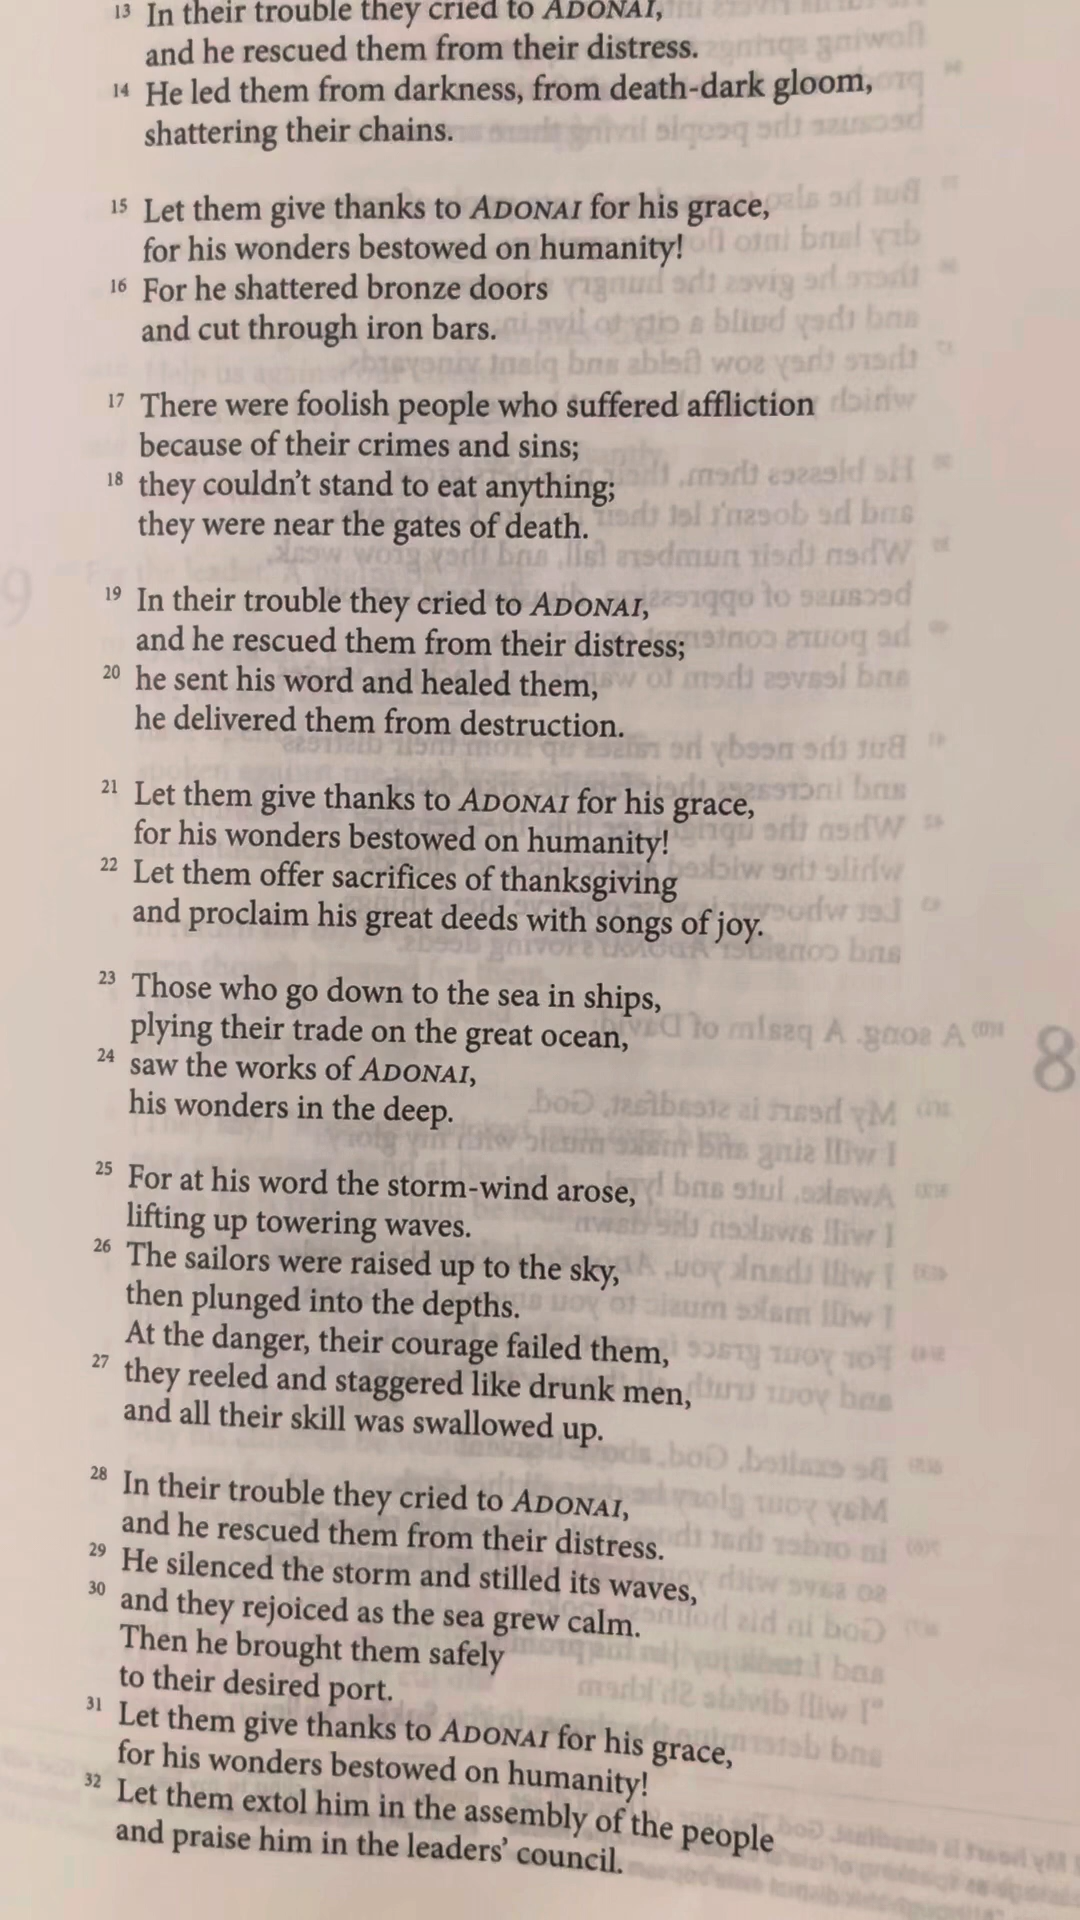 13 In their trouble they cried to ADONAI,
and he rescued them from their distress.
14 He led them from darkness, from death-dark gloom,
shattering their chains.
15 Let them give thanks to ADONAI for his grace,
for his wonders bestowed on humanity!
16 For he shattered bronze doors
and cut through iron bars.
17 There were foolish people who suffered affliction
because of their crimes and sins;
18 they couldn't stand to eat anything;
they were near the gates of death.
19 In their trouble they cried to ADONAI,
and he rescued them from their distress;
20 he sent his word and healed them,
he delivered them from destruction.
21 Let them give thanks to ADONAI for his grace,
for his wonders bestowed on humanity!
22 Let them offer sacrifices of thanksgiving
and proclaim his great deeds with songs of joy.
23 Those who go down to the sea in ships,
plying their trade on the great ocean,
24 saw the works of ADONAI,
his wonders in the deep.
25 For at his word the storm-wind arose,
lifting up towering waves.
26 The sailors were raised up to the sky,
then plunged into the depths.
At the danger, their courage failed them,
27 they reeled and staggered like drunk men,
and all their skill was swallowed up.
28 In their trouble they cried to ADONAI,
and he rescued them from their distress.
29 He silenced the storm and stilled its waves,
30 and they rejoiced as the sea grew calm.
Then he brought them safely
to their desired port.
31 Let them give thanks to ADONAI for his grace,
for his wonders bestowed on humanity!
32 Let them extol him in the assembly of the people
and praise him in the leaders' council.